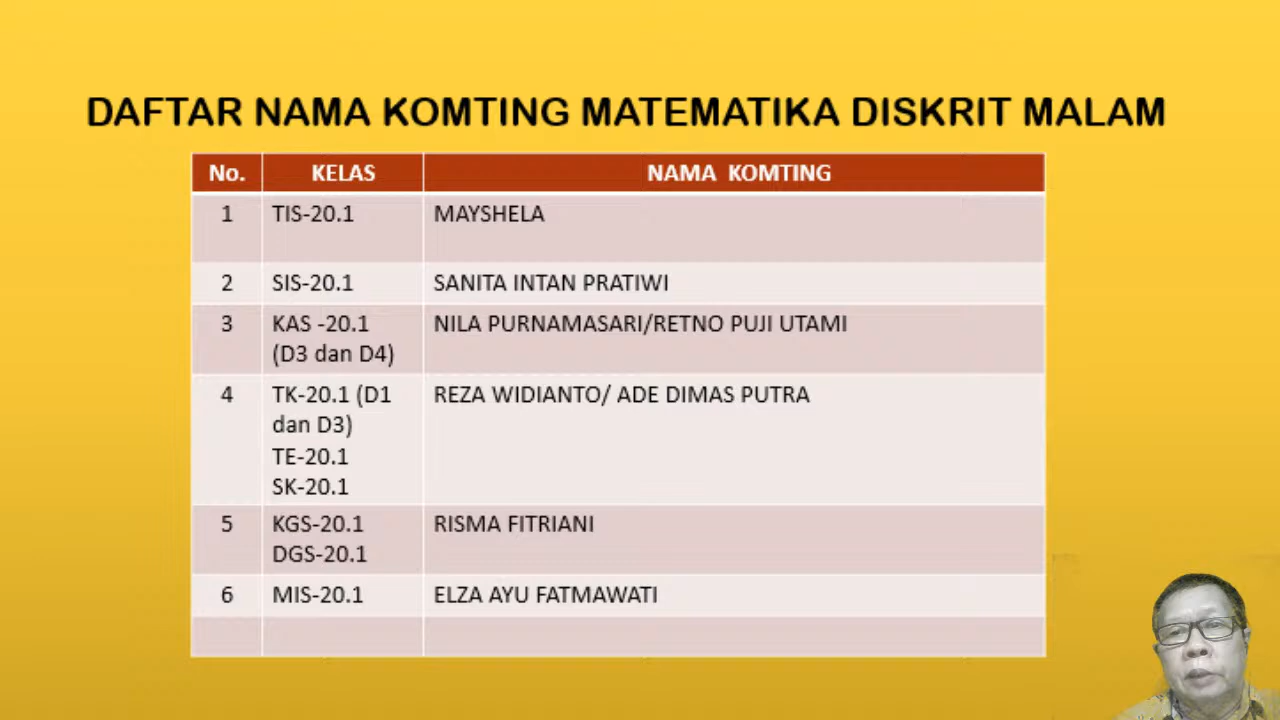 DAFTAR NAMA KOMTING MATEMATIKA DISKRIT MALAM
No. KELAS NAMA KOMTING
1 TIS-20.1 MAYSHELA
2 SIS-20.1 SANITA INTAN PRATIWI
3 KAS -20.1 NILA PURNAMASARI/RETNO PUJI UTAMI
(D3 dan D4)
4 TK-20.1 (D1 REZA WIDIANTO/ ADE DIMAS PUTRA
dan D3)
TE-20.1
SK-20.1
5 KGS-20.1 RISMA FITRIANI
DGS-20.1
6 MIS-20.1 ELZA AYU FATMAWATI